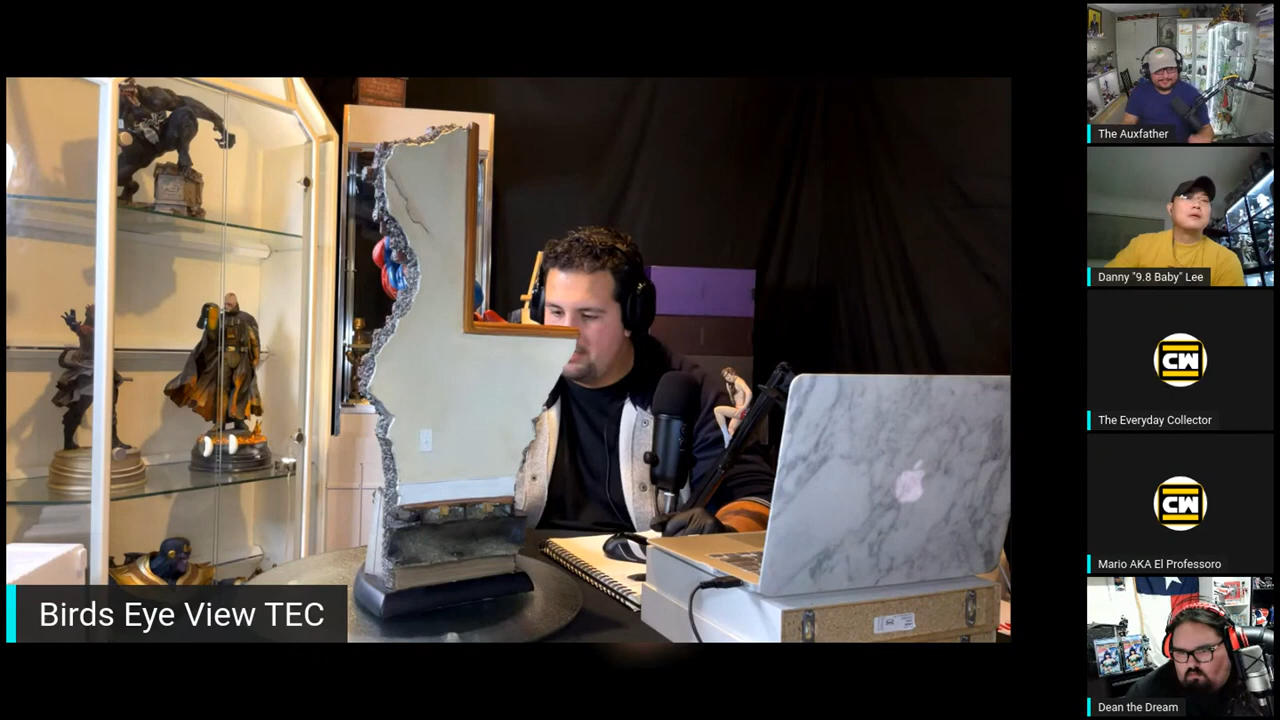 Birds Eye View TEC
The Auxfather
Danny "9.8 Baby" Lee
CW
The Everyday Collector
CW
Mario AKA El Professoro
Dean the Dream